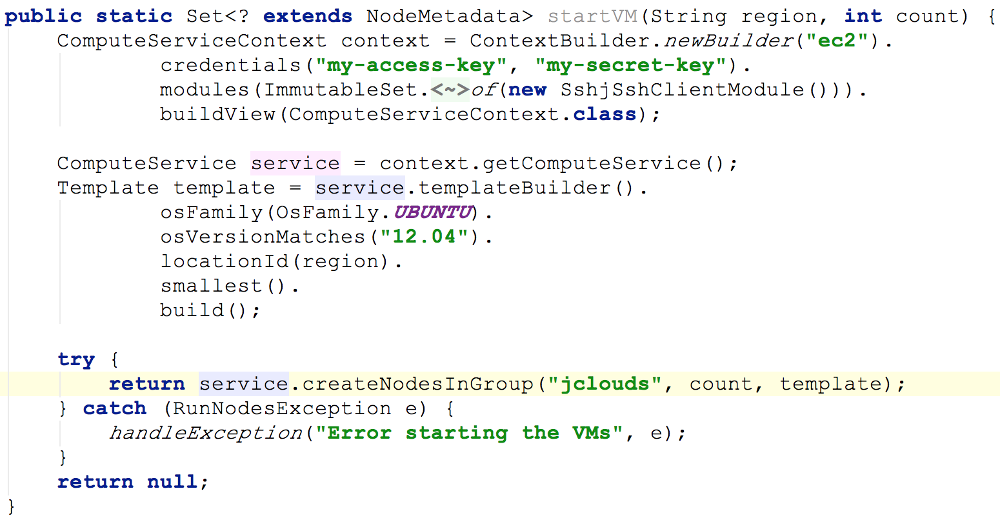 public static Set<? extends NodeMetadata> startVM(String region, int count) {
    ComputeServiceContext context = ContextBuilder.newBuilder("ec2").
            credentials("my-access-key", "my-secret-key").
            modules(ImmutableSet.<~>of(new SshjSshClientModule())).
            buildView(ComputeServiceContext.class);

    ComputeService service = context.getComputeService();
    Template template = service.templateBuilder().
            osFamily(OsFamily.UBUNTU).
            osVersionMatches("12.04").
            locationId(region).
            smallest().
            build();

    try {
        return service.createNodesInGroup("jclouds", count, template);
    } catch (RunNodesException e) {
        handleException("Error starting the VMs", e);
    }
    return null;
}